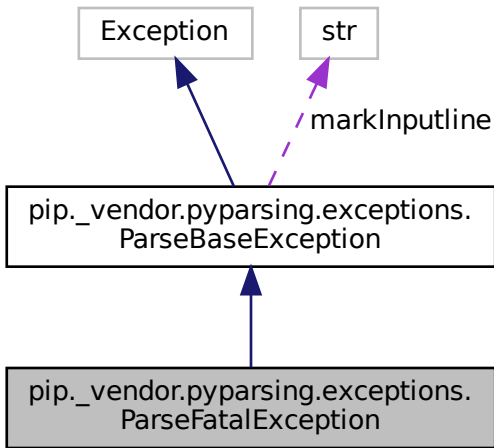 Exception
str
markInputline
pip._vendor.pyparsing.exceptions.
ParseBaseException
pip._vendor.pyparsing.exceptions.
ParseFatalException